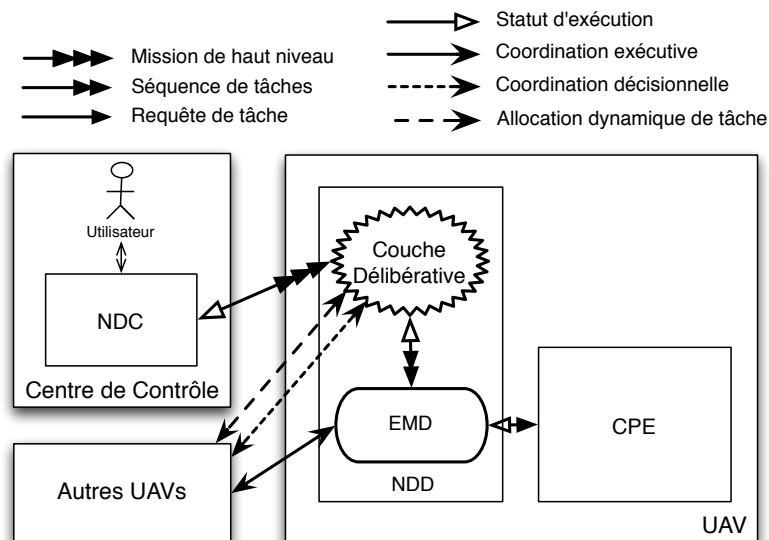 Statut d'exécution
Mission de haut niveau
Coordination exécutive
Séquence de tâches
Coordination décisionnelle
Requête de tâche
Allocation dynamique de tâche
Utilisateur
NDC
Centre de Contrôle
Couche
Délibérative
EMD
NDD
CPE
Autres UAVs
UAV